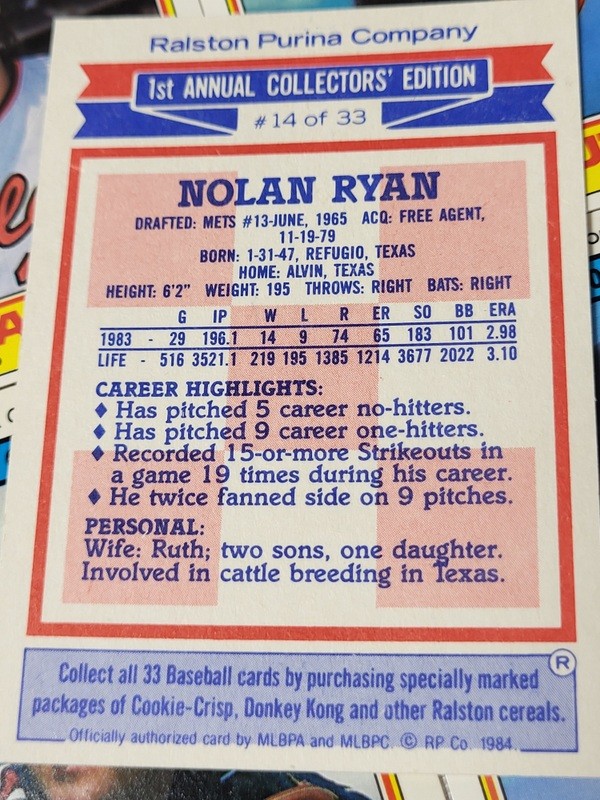 Ralston Purina Company
1st ANNUAL COLLECTORS' EDITION
#14 of 33
NOLAN RYAN
DRAFTED: METS #13-JUNE, 1965 ACQ: FREE AGENT,
11-19-79
BORN: 1-31-47, REFUGIO, TEXAS
HOME: ALVIN, TEXAS
HEIGHT: 6'2" WEIGHT: 195 THROWS: RIGHT BATS: RIGHT
G IP W L R ER SO BB ERA
1983 - 29 196.1 14 9 74 65 183 101 2.98
LIFE - 516 3521.1 219 195 1385 1214 3677 2022 3.10
CAREER HIGHLIGHTS:
♦ Has pitched 5 career no-hitters.
♦ Has pitched 9 career one-hitters.
♦ Recorded 15-or-more Strikeouts in
a game 19 times during his career.
♦ He twice fanned side on 9 pitches.
PERSONAL:
Wife: Ruth; two sons, one daughter.
Involved in cattle breeding in Texas.
®
Collect all 33 Baseball cards by purchasing specially marked
packages of Cookie-Crisp, Donkey Kong and other Ralston cereals.
Officially authorized card by MLBPA and MLBPC. © RP Co. 1984.